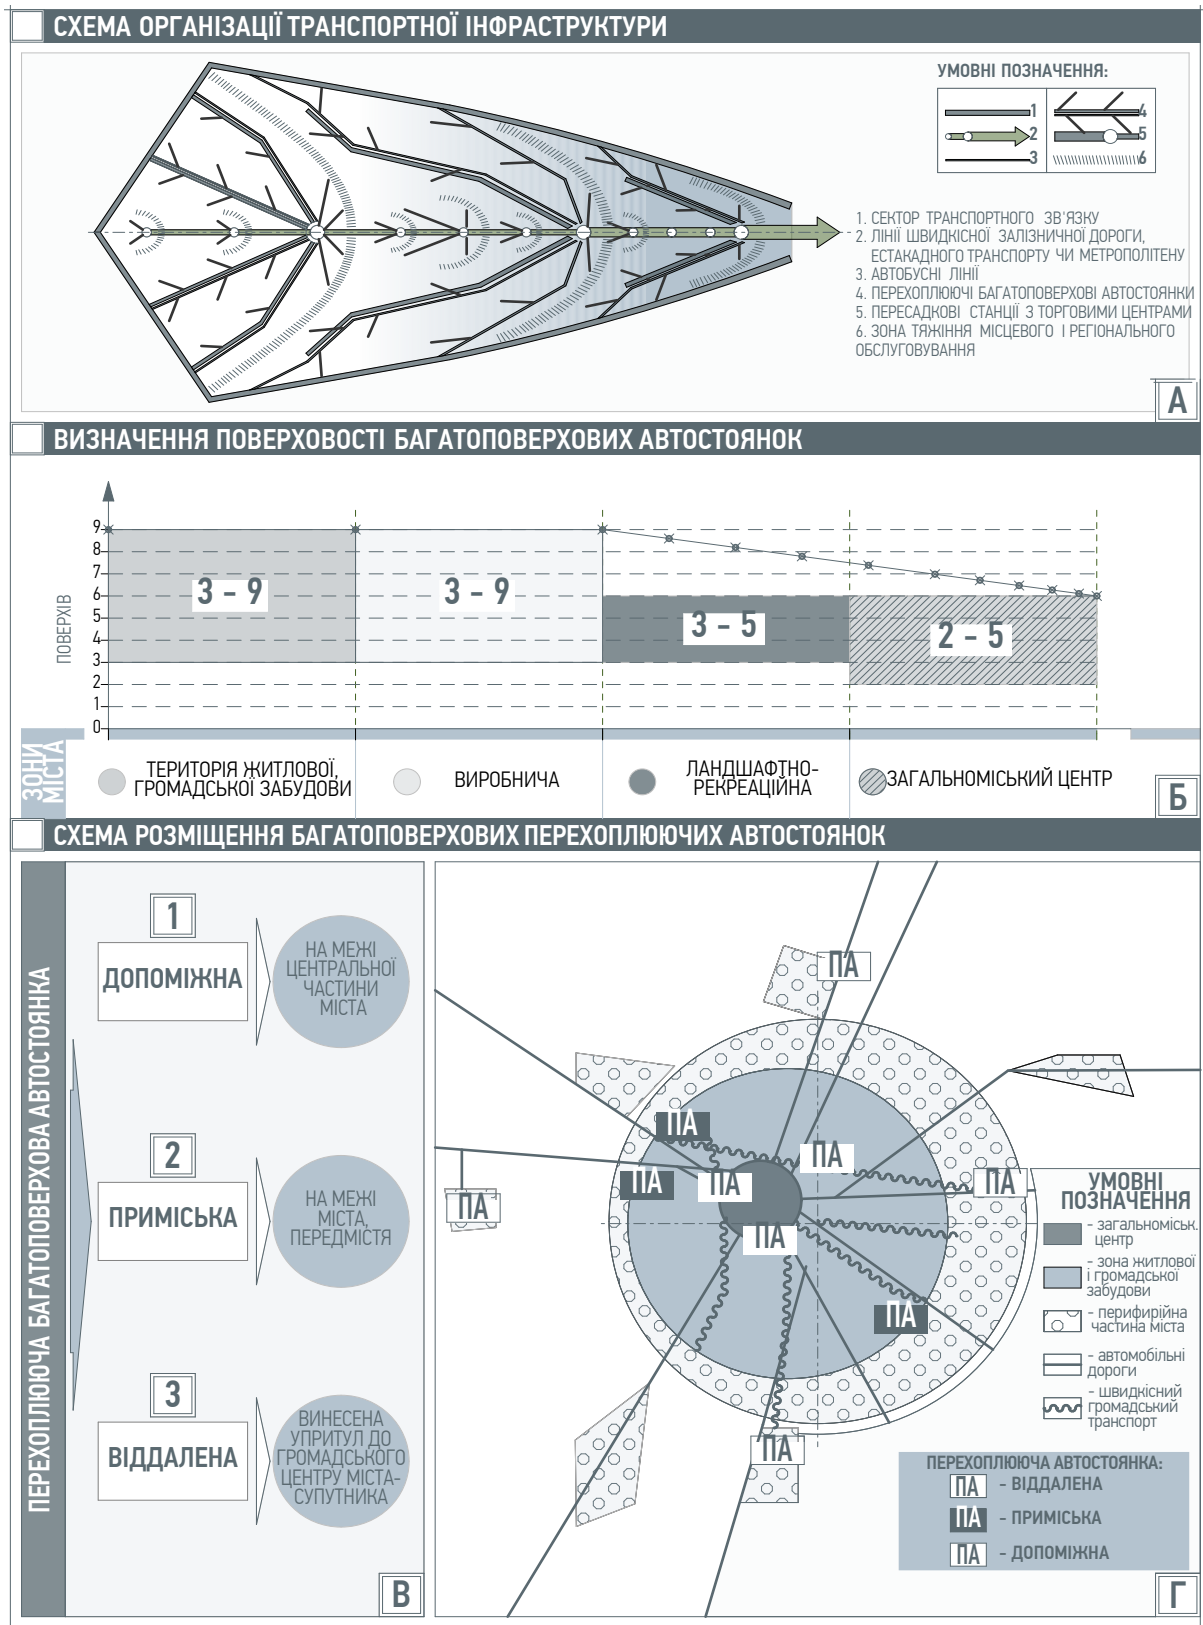 СХЕМА ОРГАНІЗАЦІЇ ТРАНСПОРТНОЇ ІНФРАСТРУКТУРИ
УМОВНІ ПОЗНАЧЕННЯ:
1
2
3
4
5
6
1. СЕКТОР ТРАНСПОРТНОГО ЗВ'ЯЗКУ
2. ЛІНІЇ ШВИДКІСНОЇ ЗАЛІЗНИЧНОЇ ДОРОГИ,
ЕСТАКАДНОГО ТРАНСПОРТУ ЧИ МЕТРОПОЛІТЕНУ
3. АВТОБУСНІ ЛІНІЇ
4. ПЕРЕХОПЛЮЮЧІ БАГАТОПОВЕРХОВІ АВТОСТОЯНКИ
5. ПЕРЕСАДКОВІ СТАНЦІЇ З ТОРГОВИМИ ЦЕНТРАМИ
6. ЗОНА ТЯЖІННЯ МІСЦЕВОГО І РЕГІОНАЛЬНОГО
ОБСЛУГОВУВАННЯ
А
ВИЗНАЧЕННЯ ПОВЕРХОВОСТІ БАГАТОПОВЕРХОВИХ АВТОСТОЯНОК
ПОВЕРХІВ
9
8
7
6
5
4
3
2
1
0
3 - 9
3 - 9
3 - 5
2 - 5
ЗОНИ
МІСТА
ТЕРИТОРІЯ ЖИТЛОВОЇ,
ГРОМАДСЬКОЇ ЗАБУДОВИ
ВИРОБНИЧА
ЛАНДШАФТНО-
РЕКРЕАЦІЙНА
ЗАГАЛЬНОМІСЬКИЙ ЦЕНТР
Б
СХЕМА РОЗМІЩЕННЯ БАГАТОПОВЕРХОВИХ ПЕРЕХОПЛЮЮЧИХ АВТОСТОЯНОК
ПЕРЕХОПЛЮЮЧА БАГАТОПОВЕРХОВА АВТОСТОЯНКА
1
ДОПОМІЖНА
НА МЕЖІ
ЦЕНТРАЛЬНОЇ
ЧАСТИНИ
МІСТА
2
ПРИМІСЬКА
НА МЕЖІ
МІСТА,
ПЕРЕДМІСТЯ
3
ВІДДАЛЕНА
ВИНЕСЕНА
УПРИТУЛ ДО
ГРОМАДСЬКОГО
ЦЕНТРУ МІСТА-
СУПУТНИКА
В
ПА
ПА
ПА
ПА
ПА
ПА
ПА
ПА
ПА
ПА
УМОВНІ
ПОЗНАЧЕННЯ
- загальноміськ.
центр
- зона житлової
і громадської
забудови
- перифирійна
частина міста
- автомобільні
дороги
- швидкісний
громадський
транспорт
ПЕРЕХОПЛЮЮЧА АВТОСТОЯНКА:
ПА - ВІДДАЛЕНА
ПА - ПРИМІСЬКА
ПА - ДОПОМІЖНА
Г